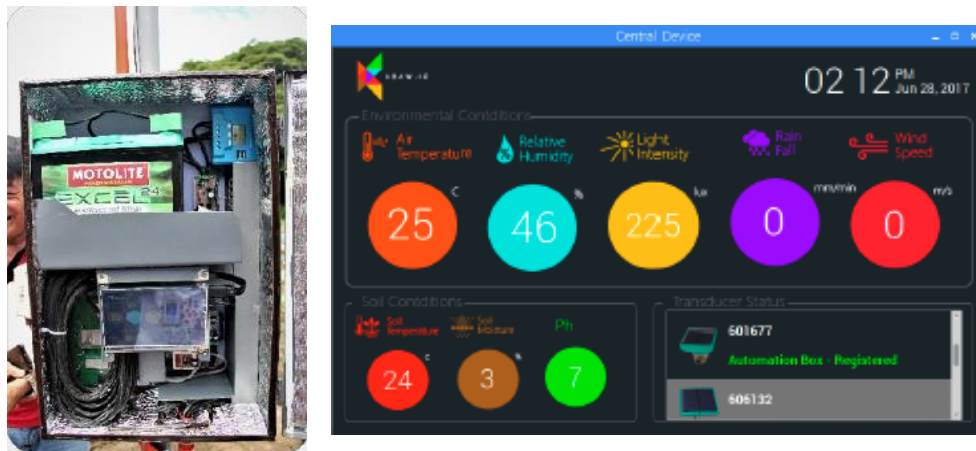 MOTOLITE
EXCEL
Central Device
02 12 PM
Jun 28, 2017
Environmental Contditions
Air
Temperature
Relative
Humidity
Light
Intensity
Rain
Fall
Wind
Speed
25 C
46 %
225 lux
0 mm/min
0 m/s
Soil Contditions
Soil
Temperature
Soil
Moisture
Ph
24 c
3 %
7
Transducer Status
601677
Automation Box - Registered
606132